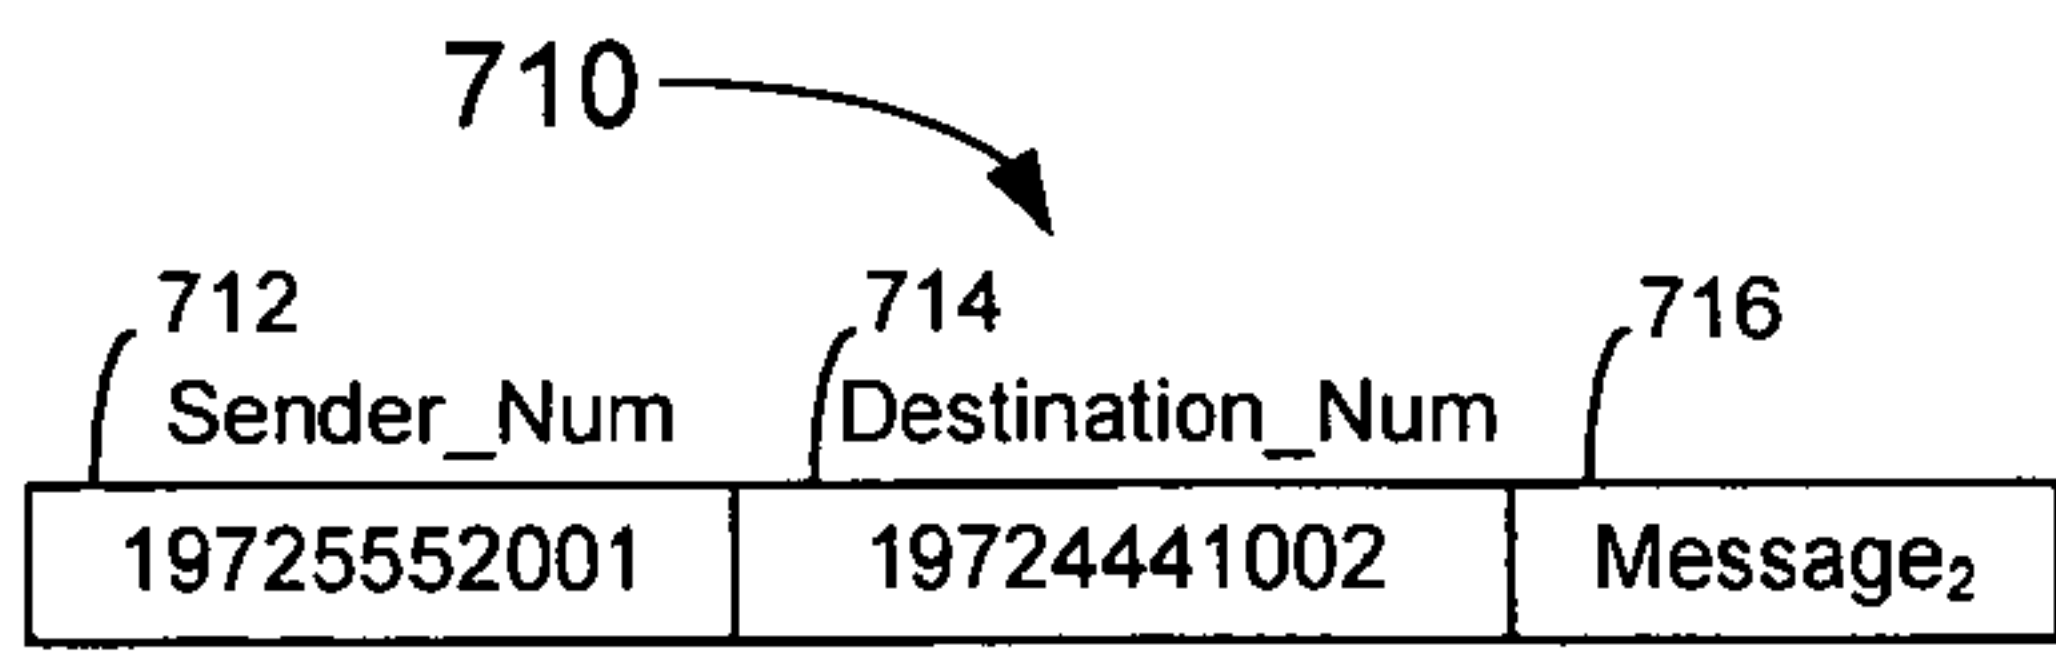 710
712 714 716
Sender_Num Destination_Num
19725552001 19724441002 Message₂